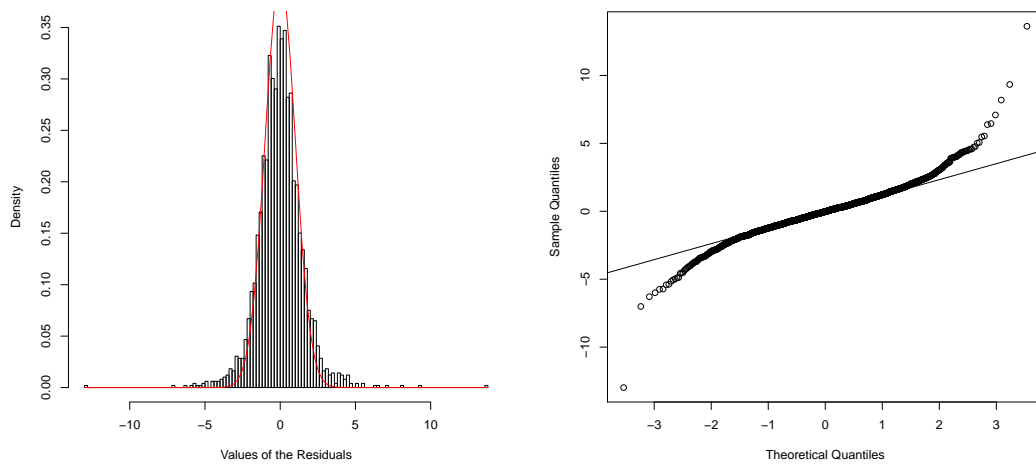 0.35
0.30
0.25
0.20
0.15
0.10
0.05
0.00
Density
−10 −5 0 5 10
Values of the Residuals
10
5
0
−5
−10
Sample Quantiles
−3 −2 −1 0 1 2 3
Theoretical Quantiles